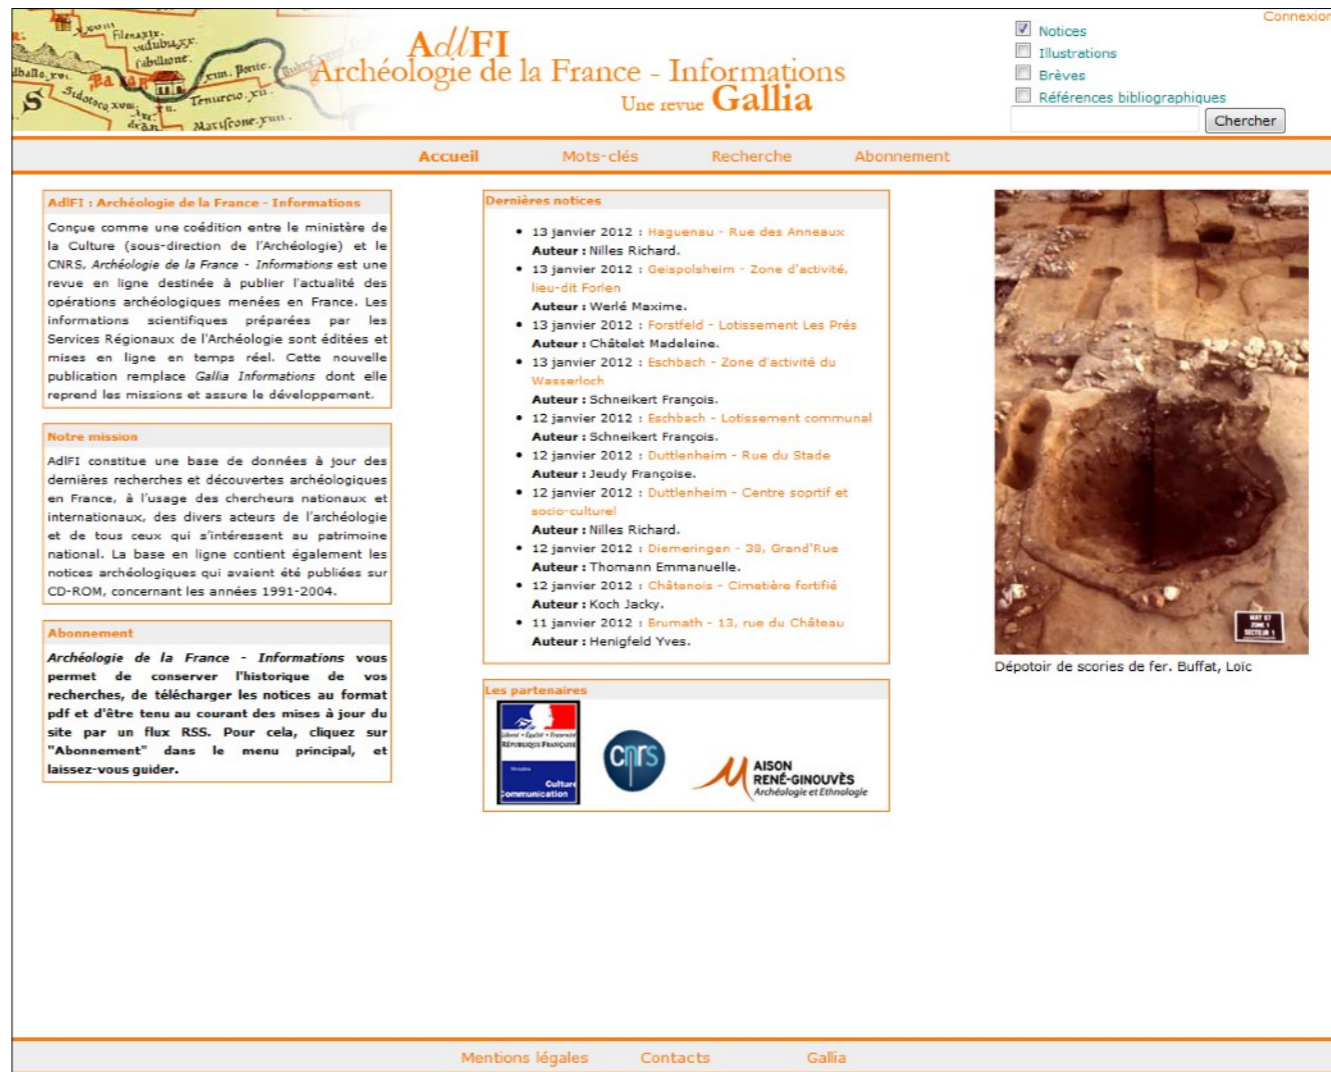 AdlFI
Archéologie de la France - Informations
Une revue Gallia
Connexion
Notices
Illustrations
Brèves
Références bibliographiques
Chercher
Accueil Mots-clés Recherche Abonnement
AdlFI : Archéologie de la France - Informations
Conçue comme une coédition entre le ministère de
la Culture (sous-direction de l'Archéologie) et le
CNRS, Archéologie de la France - Informations est une
revue en ligne destinée à publier l'actualité des
opérations archéologiques menées en France. Les
informations scientifiques préparées par les
Services Régionaux de l'Archéologie sont éditées et
mises en ligne en temps réel. Cette nouvelle
publication remplace Gallia Informations dont elle
reprend les missions et assure le développement.
Notre mission
AdlFI constitue une base de données à jour des
dernières recherches et découvertes archéologiques
en France, à l'usage des chercheurs nationaux et
internationaux, des divers acteurs de l'archéologie
et de tous ceux qui s'intéressent au patrimoine
national. La base en ligne contient également les
notices archéologiques qui avaient été publiées sur
CD-ROM, concernant les années 1991-2004.
Abonnement
Archéologie de la France - Informations vous
permet de conserver l'historique de vos
recherches, de télécharger les notices au format
pdf et d'être tenu au courant des mises à jour du
site par un flux RSS. Pour cela, cliquez sur
"Abonnement" dans le menu principal, et
laissez-vous guider.
Dernières notices
13 janvier 2012 : Haguenau - Rue des Anneaux
Auteur : Nilles Richard.
13 janvier 2012 : Geispolsheim - Zone d'activité,
lieu-dit Forlen
Auteur : Werlé Maxime.
13 janvier 2012 : Forstfeld - Lotissement Les Prés
Auteur : Châtelet Madeleine.
13 janvier 2012 : Eschbach - Zone d'activité du
Wasserloch
Auteur : Schneikert François.
12 janvier 2012 : Eschbach - Lotissement communal
Auteur : Schneikert François.
12 janvier 2012 : Duttlenheim - Rue du Stade
Auteur : Jeudy Françoise.
12 janvier 2012 : Duttlenheim - Centre soprtif et
socio-culturel
Auteur : Nilles Richard.
12 janvier 2012 : Diemeringen - 38, Grand'Rue
Auteur : Thomann Emmanuelle.
12 janvier 2012 : Châtenois - Cimetière fortifié
Auteur : Koch Jacky.
11 janvier 2012 : Brumath - 13, rue du Château
Auteur : Henigfeld Yves.
Les partenaires
Liberté • Égalité • Fraternité
RÉPUBLIQUE FRANÇAISE
Ministère
Culture
Communication
cnrs
MAISON
RENÉ-GINOUVÈS
Archéologie et Ethnologie
ZONE 1
SECTEUR 1
Dépotoir de scories de fer. Buffat, Loïc
Mentions légales Contacts Gallia